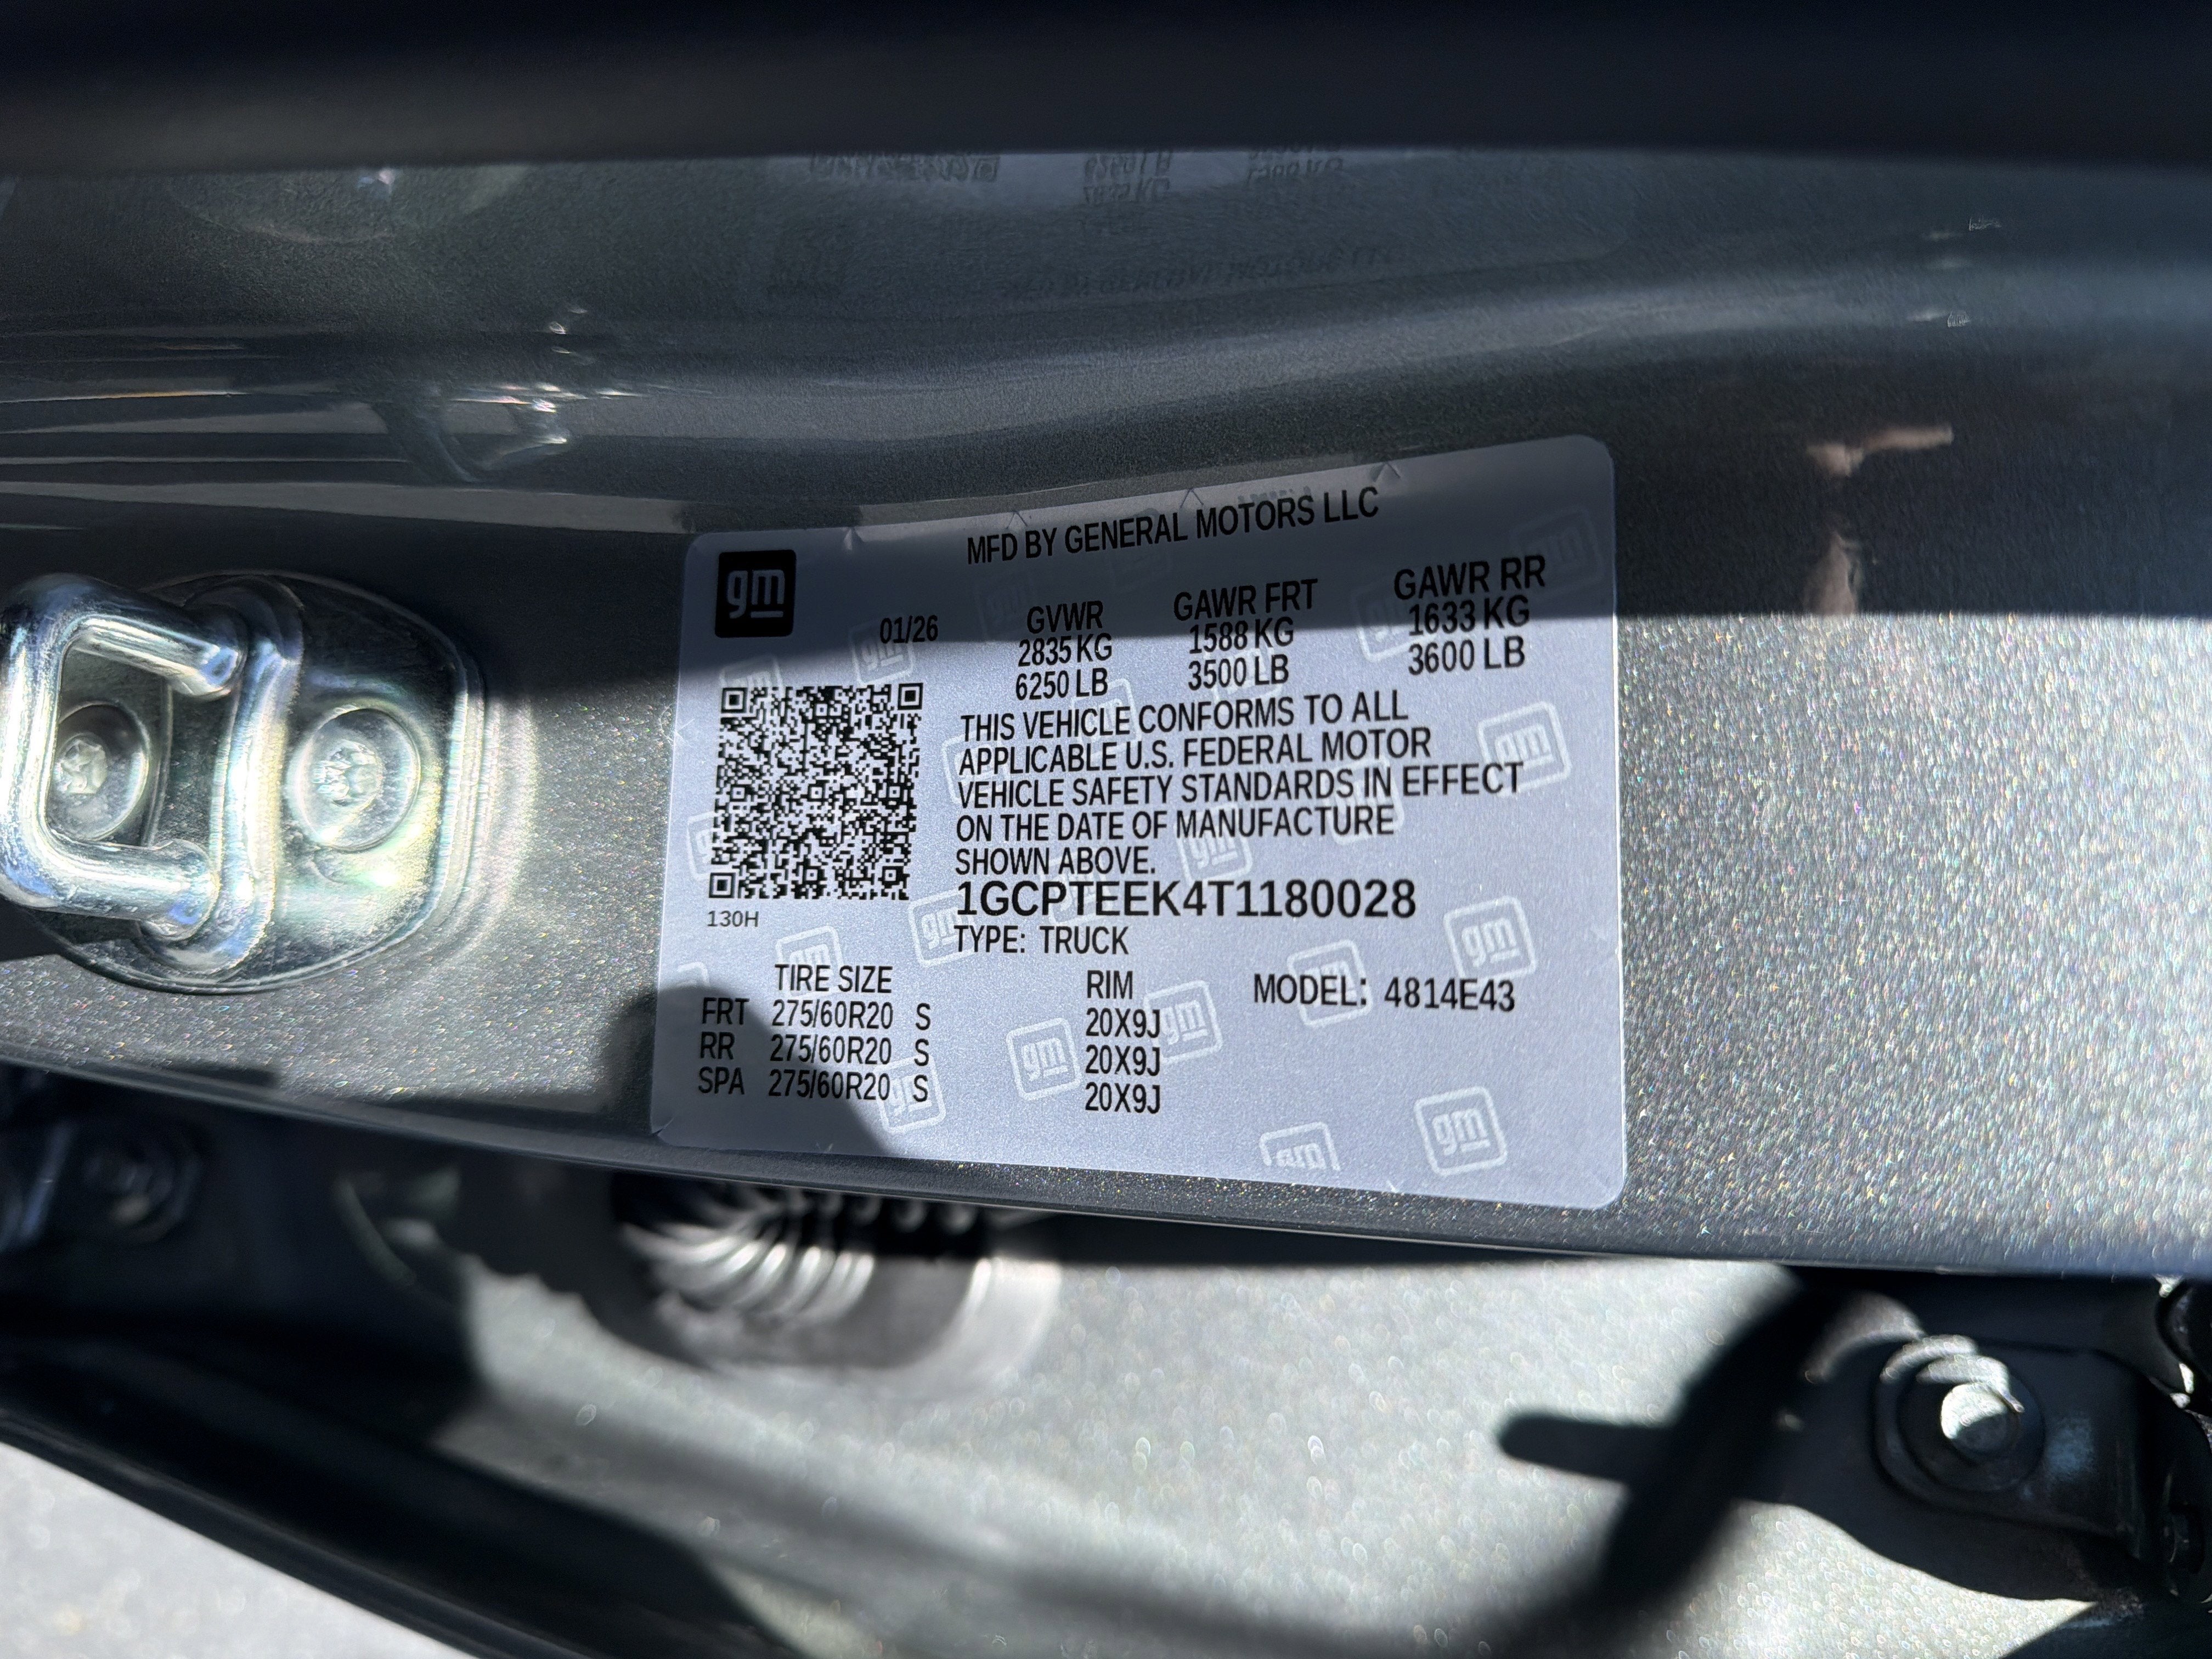 MFD BY GENERAL MOTORS LLC
gm
01/26 GVWR GAWR FRT GAWR RR
2835 KG 1588 KG 1633 KG
6250 LB 3500 LB 3600 LB
THIS VEHICLE CONFORMS TO ALL
APPLICABLE U.S. FEDERAL MOTOR
VEHICLE SAFETY STANDARDS IN EFFECT
ON THE DATE OF MANUFACTURE
SHOWN ABOVE.
1GCPTEEK4T1180028
130H
TYPE: TRUCK
TIRE SIZE RIM MODEL: 4814E43
FRT 275/60R20 S 20X9J
RR 275/60R20 S 20X9J
SPA 275/60R20 S 20X9J